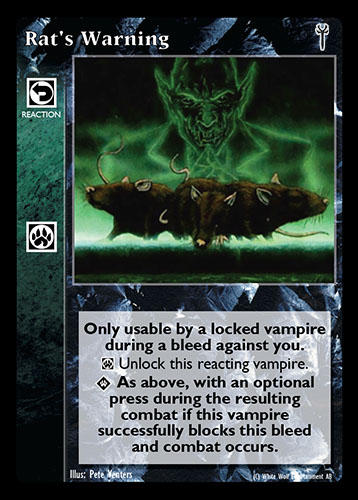 Rat's Warning
REACTION
Only usable by a locked vampire
during a bleed against you.
Unlock this reacting vampire.
As above, with an optional
press during the resulting
combat if this vampire
successfully blocks this bleed
and combat occurs.
Illus: Pete Venters
(C) White Wolf Entertainment AB